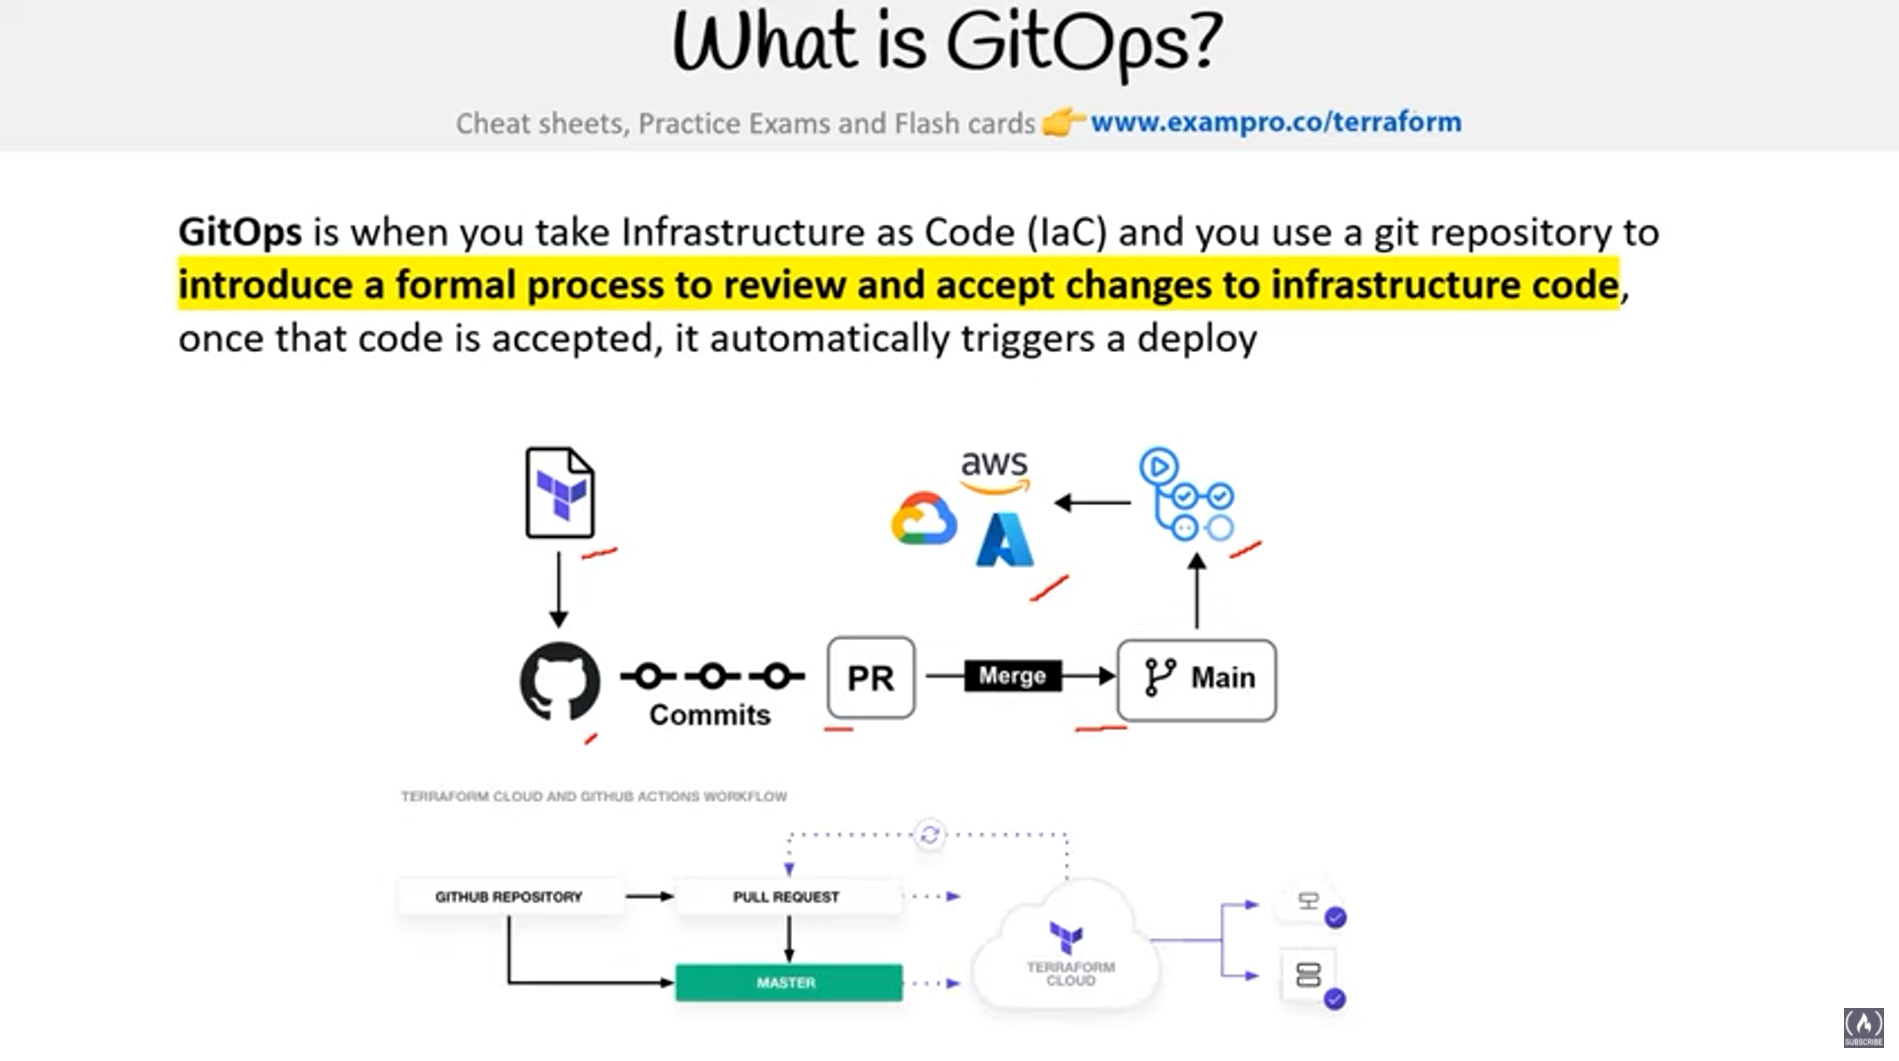 What is GitOps?
Cheat sheets, Practice Exams and Flash cards 👉 www.exampro.co/terraform
GitOps is when you take Infrastructure as Code (IaC) and you use a git repository to
introduce a formal process to review and accept changes to infrastructure code,
once that code is accepted, it automatically triggers a deploy
aws
PR
Merge
Main
Commits
TERRAFORM CLOUD AND GITHUB ACTIONS WORKFLOW
GITHUB REPOSITORY
PULL REQUEST
MASTER
TERRAFORM
CLOUD
SUBSCRIBE